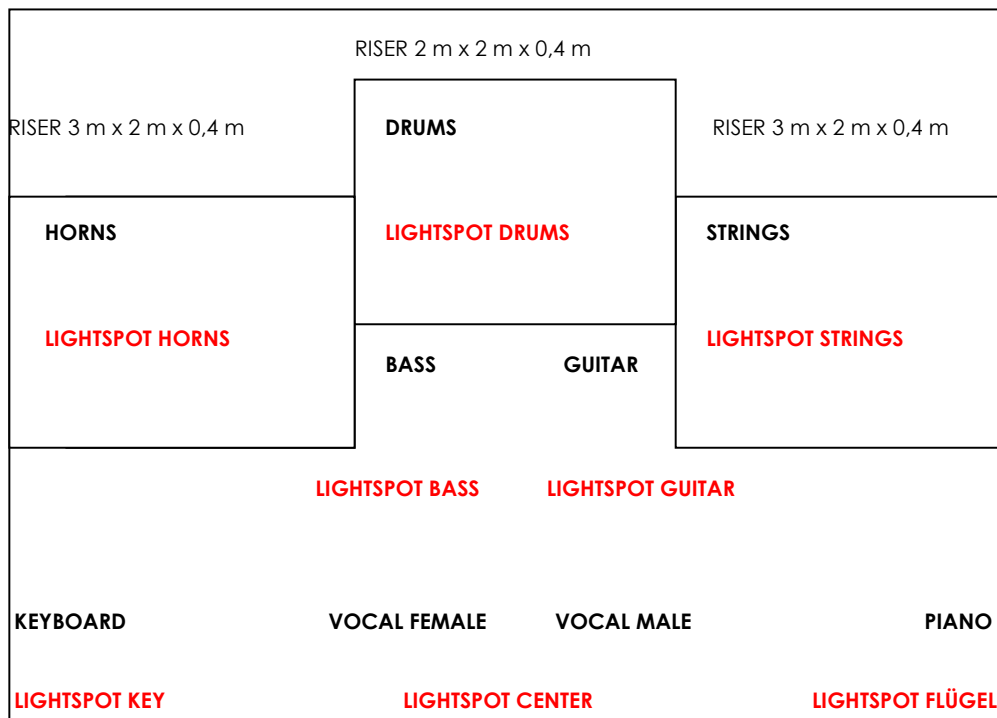 RISER 2 m x 2 m x 0,4 m
RISER 3 m x 2 m x 0,4 m
DRUMS
RISER 3 m x 2 m x 0,4 m
HORNS
LIGHTSPOT DRUMS
STRINGS
LIGHTSPOT HORNS
LIGHTSPOT STRINGS
BASS
GUITAR
LIGHTSPOT BASS
LIGHTSPOT GUITAR
KEYBOARD
VOCAL FEMALE
VOCAL MALE
PIANO
LIGHTSPOT KEY
LIGHTSPOT CENTER
LIGHTSPOT FLÜGEL